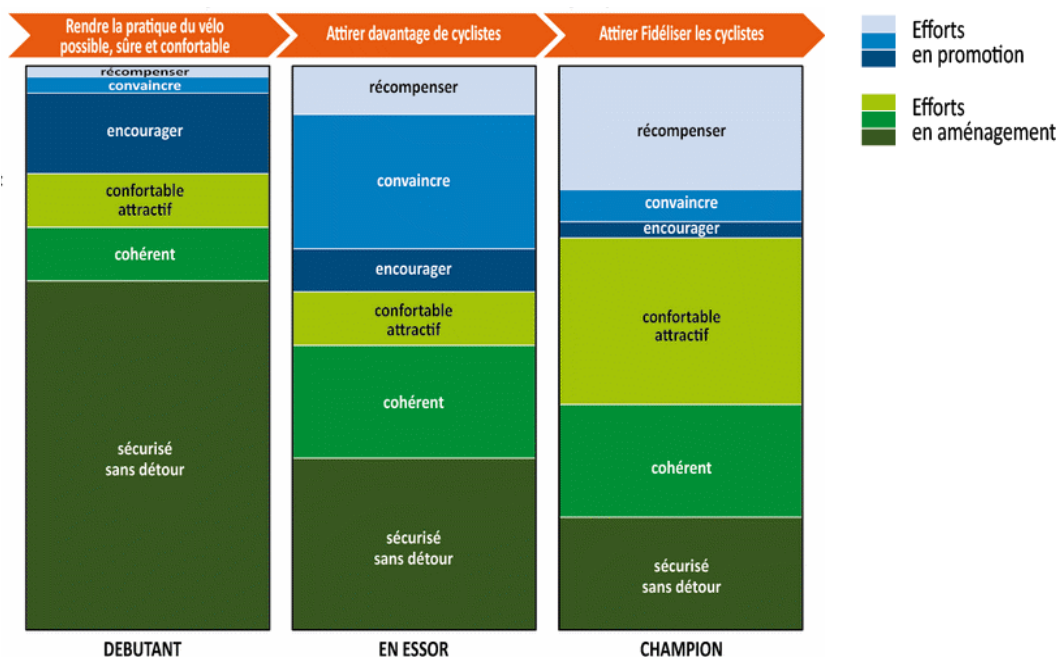 Rendre la pratique du vélo
possible, sûre et confortable
Attirer davantage de cyclistes
Attirer Fidéliser les cyclistes
Efforts
en promotion
Efforts
en aménagement
récompenser
convaincre
encourager
confortable
attractif
cohérent
sécurisé
sans détour
DEBUTANT
récompenser
convaincre
encourager
confortable
attractif
cohérent
sécurisé
sans détour
EN ESSOR
récompenser
convaincre
encourager
confortable
attractif
cohérent
sécurisé
sans détour
CHAMPION